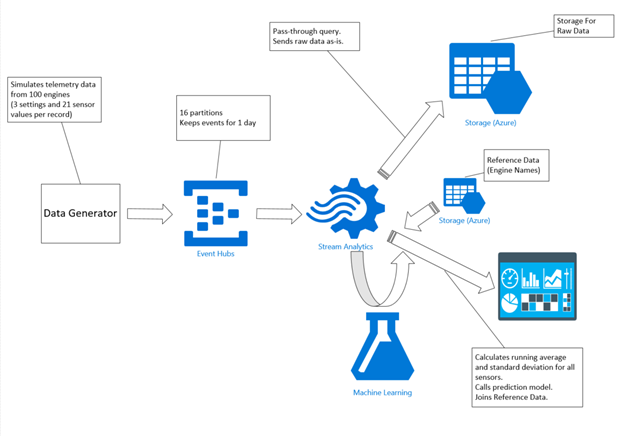 Pass-through query.
Sends raw data as-is.
Storage For
Raw Data
Simulates telemetry data
from 100 engines
(3 settings and 21 sensor
values per record)
16 partitions
Keeps events for 1 day
Storage (Azure)
Reference Data
(Engine Names)
Data Generator
Storage (Azure)
Event Hubs
Stream Analytics
Calculates running average
and standard deviation for all
sensors.
Calls prediction model.
Joins Reference Data.
Machine Learning